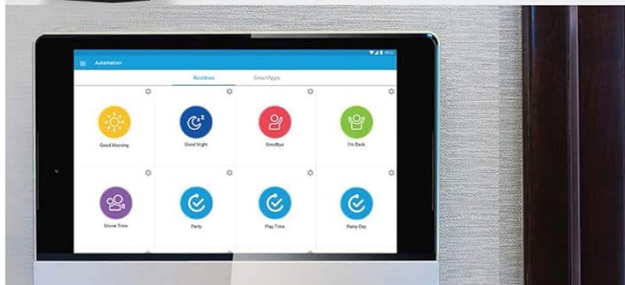 Automation
Routines SmartApps
Good Morning Good Night Goodbye I'm Back
Movie Time Party Play Time Rainy Day